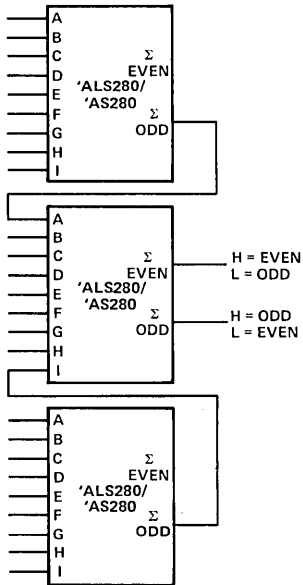 A
B
C
D
E
F
G
H
I
Σ
EVEN
'ALS280/
'AS280
Σ
ODD
A
B
C
D
E
F
G
H
I
Σ
EVEN
'ALS280/
'AS280
Σ
ODD
H = EVEN
L = ODD
H = ODD
L = EVEN
A
B
C
D
E
F
G
H
I
Σ
EVEN
'ALS280/
'AS280
Σ
ODD